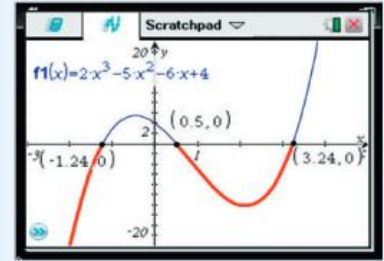 Scratchpad
20 y
f1(x)=2·x³-5·x²-6·x+4
(0.5,0)
2
x
(-1.24,0)
1
(3.24,0)
-20